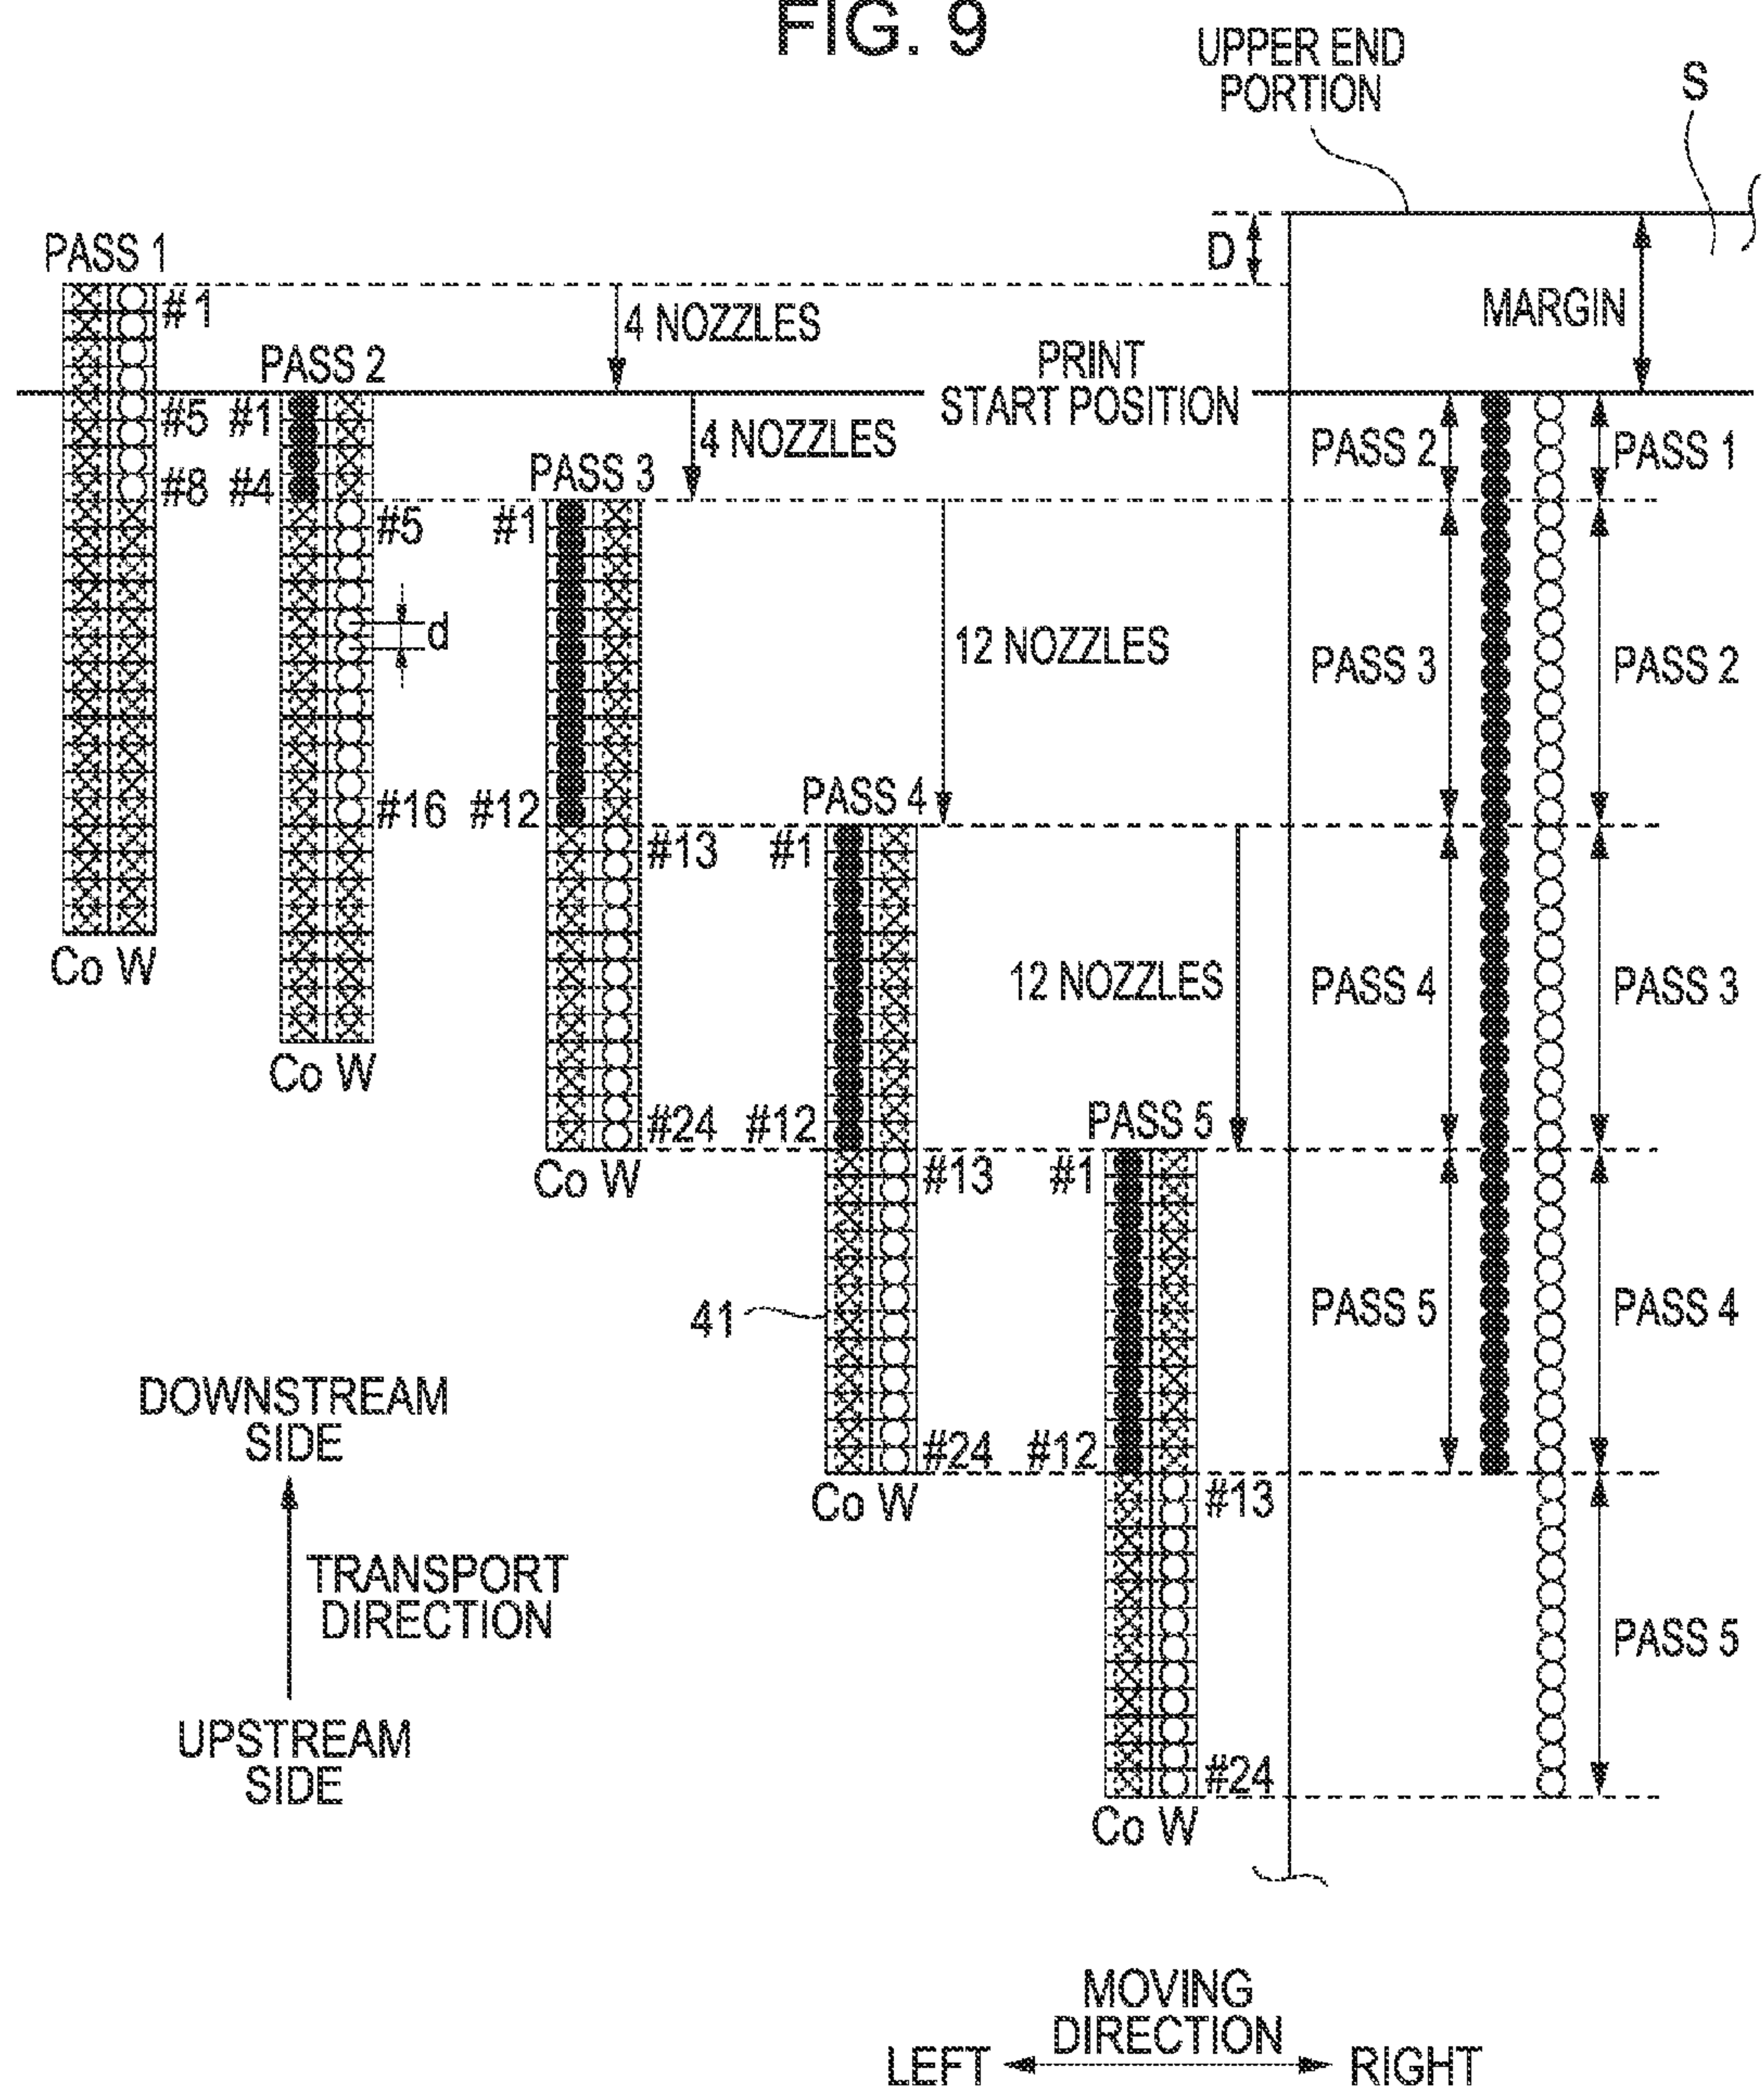 FIG. 9
UPPER END
PORTION
S
D
MARGIN
PASS 1
#1
4 NOZZLES
PRINT
START POSITION
PASS 2
#5
#1
4 NOZZLES
PASS 2
PASS 1
#8
#4
PASS 3
#5
#1
d
12 NOZZLES
PASS 3
PASS 2
#16
#12
PASS 4
#13
#1
Co W
12 NOZZLES
PASS 4
PASS 3
Co W
#24
#12
PASS 5
Co W
#13
#1
41
PASS 5
PASS 4
DOWNSTREAM
SIDE
#24
#12
Co W
#13
TRANSPORT
DIRECTION
PASS 5
UPSTREAM
SIDE
#24
Co W
MOVING
DIRECTION
LEFT
RIGHT